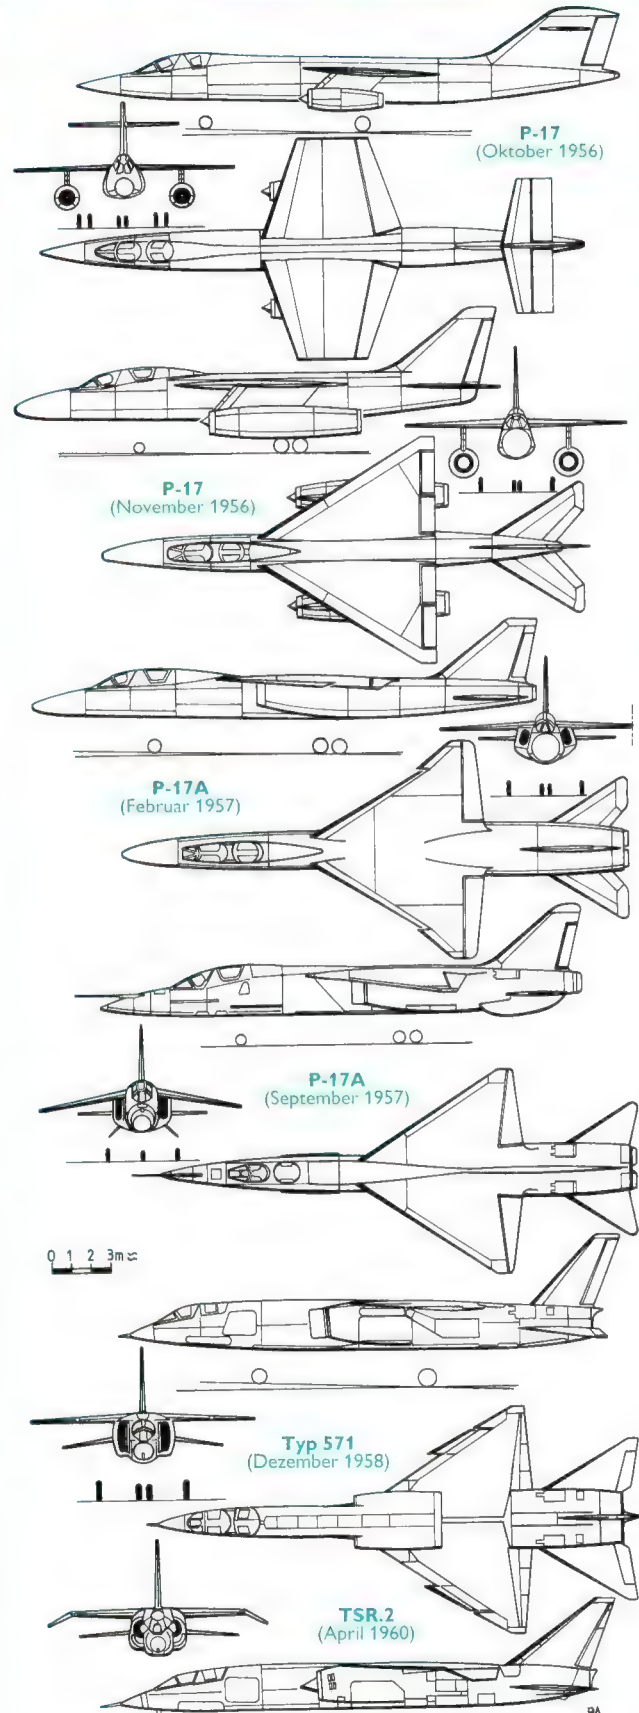 P-17
(Oktober 1956)
P-17
(November 1956)
P-17A
(Februar 1957)
P-17A
(September 1957)
0 1 2 3m≈
Typ 571
(Dezember 1958)
TSR.2
(April 1960)